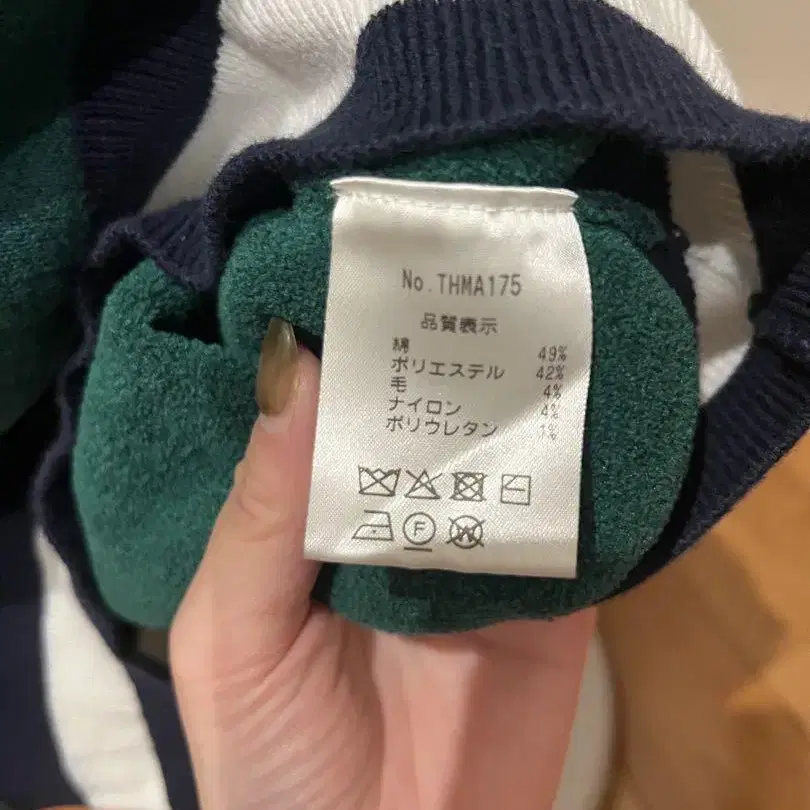 No.THMA175
品質表示
綿 49%
ポリエステル 42%
毛 4%
ナイロン 4%
ポリウレタン 1%
F W